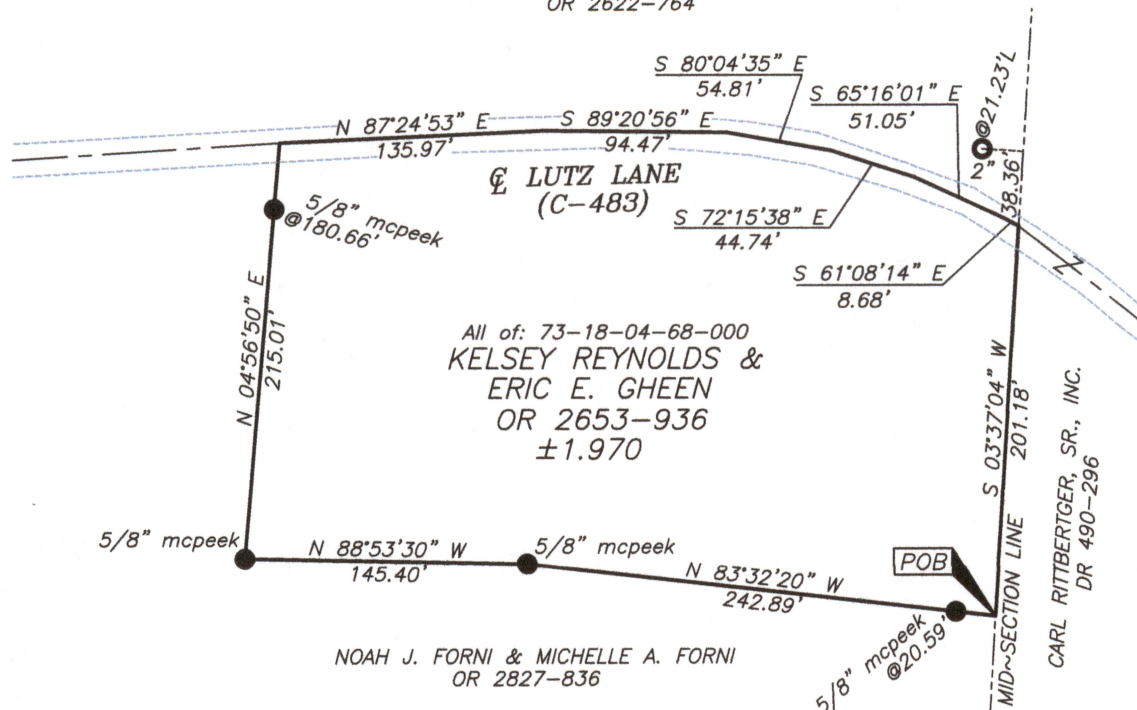 OR 2622-764
S 80°04'35" E
54.81'
S 65°16'01" E
51.05'
@21.23'L
2"
38.36'
N 87°24'53" E
135.97'
S 89°20'56" E
94.47'
℄ LUTZ LANE
(C-483)
S 72°15'38" E
44.74'
S 61°08'14" E
8.68'
5/8" mcpeek
@180.66'
N 04°56'50" E
215.01'
All of: 73-18-04-68-000
KELSEY REYNOLDS &
ERIC E. GHEEN
OR 2653-936
±1.970
S 03°37'04" W
201.18'
MID~SECTION LINE
CARL RITTBERTGER, SR., INC.
DR 490-296
5/8" mcpeek
N 88°53'30" W
145.40'
5/8" mcpeek
N 83°32'20" W
242.89'
POB
5/8" mcpeek
@20.59'
NOAH J. FORNI & MICHELLE A. FORNI
OR 2827-836